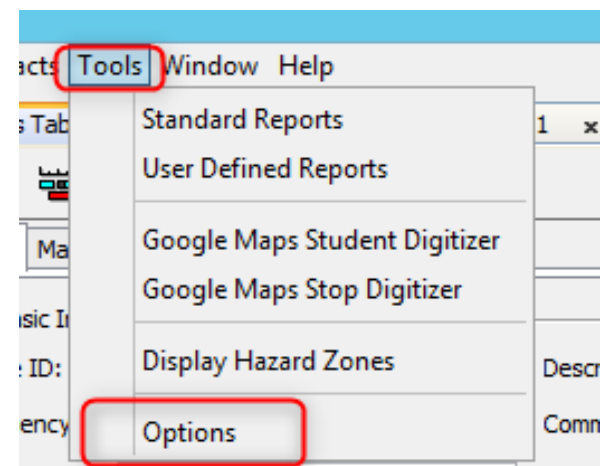 acts Tools Window Help
s Tab
1 x
Standard Reports
User Defined Reports
Ma
Google Maps Student Digitizer
Google Maps Stop Digitizer
sic In
Display Hazard Zones
e ID:
Descr
ency
Options
Comm